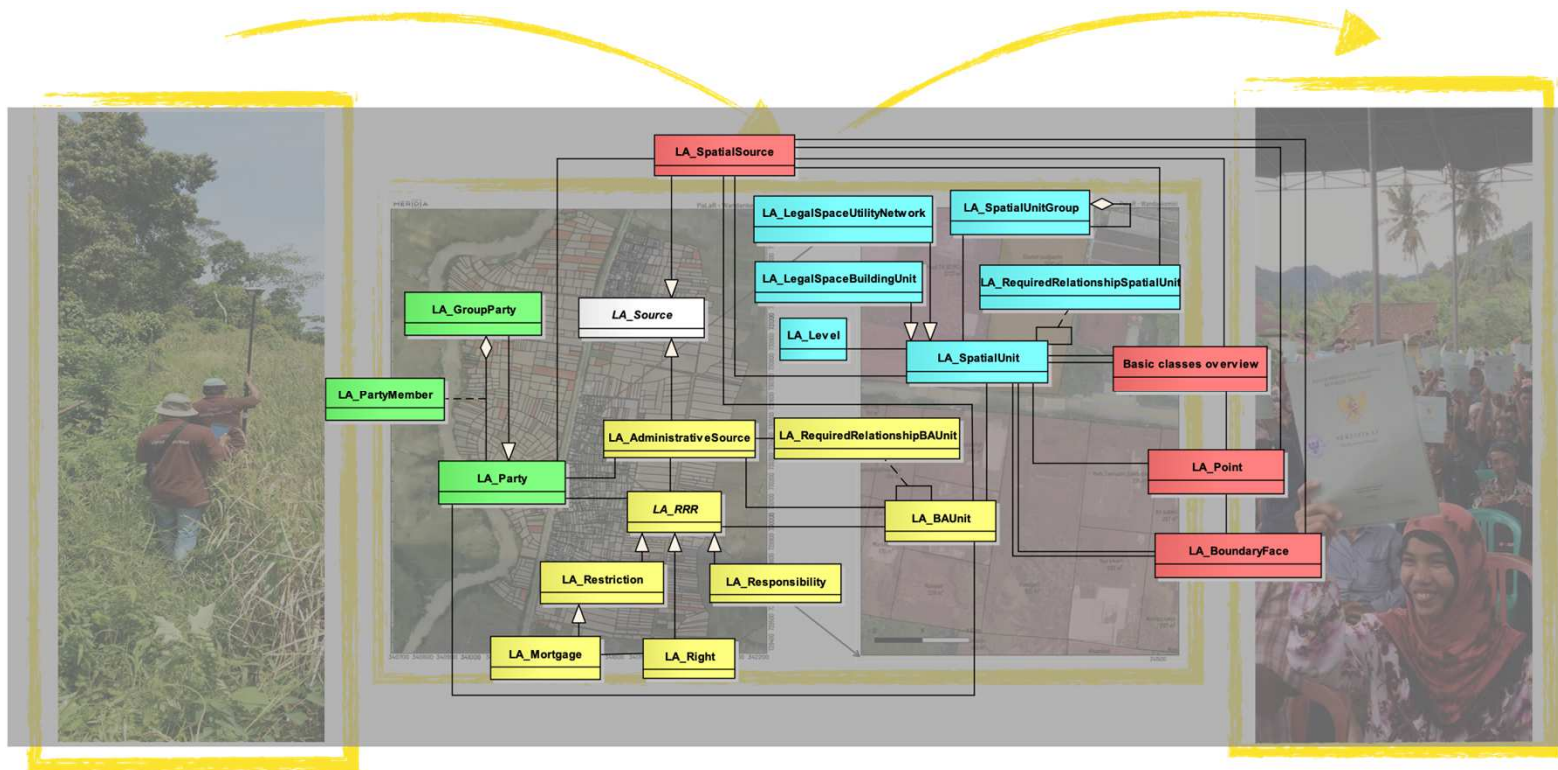 LA_SpatialSource
MERIDIA
LA_LegalSpaceUtilityNetwork
LA_SpatialUnitGroup
LA_LegalSpaceBuildingUnit
LA_RequiredRelationshipSpatialUnit
LA_GroupParty
LA_Source
LA_Level
LA_SpatialUnit
Basic classes overview
LA_PartyMember
LA_AdministrativeSource
LA_RequiredRelationshipBAUnit
LA_Party
LA_Point
LA_RRR
LA_BAUnit
LA_BoundaryFace
LA_Restriction
LA_Responsibility
LA_Mortgage
LA_Right